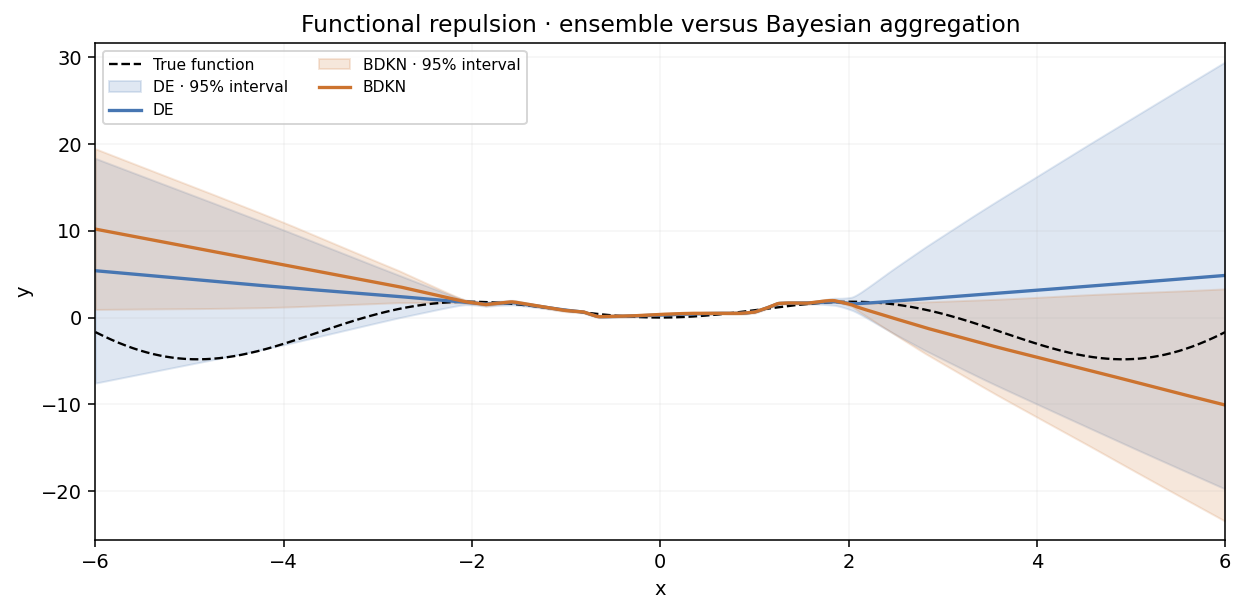 Functional repulsion · ensemble versus Bayesian aggregation
True function
DE · 95% interval
DE
BDKN · 95% interval
BDKN
30
20
10
0
−10
−20
y
−6
−4
−2
0
2
4
6
x